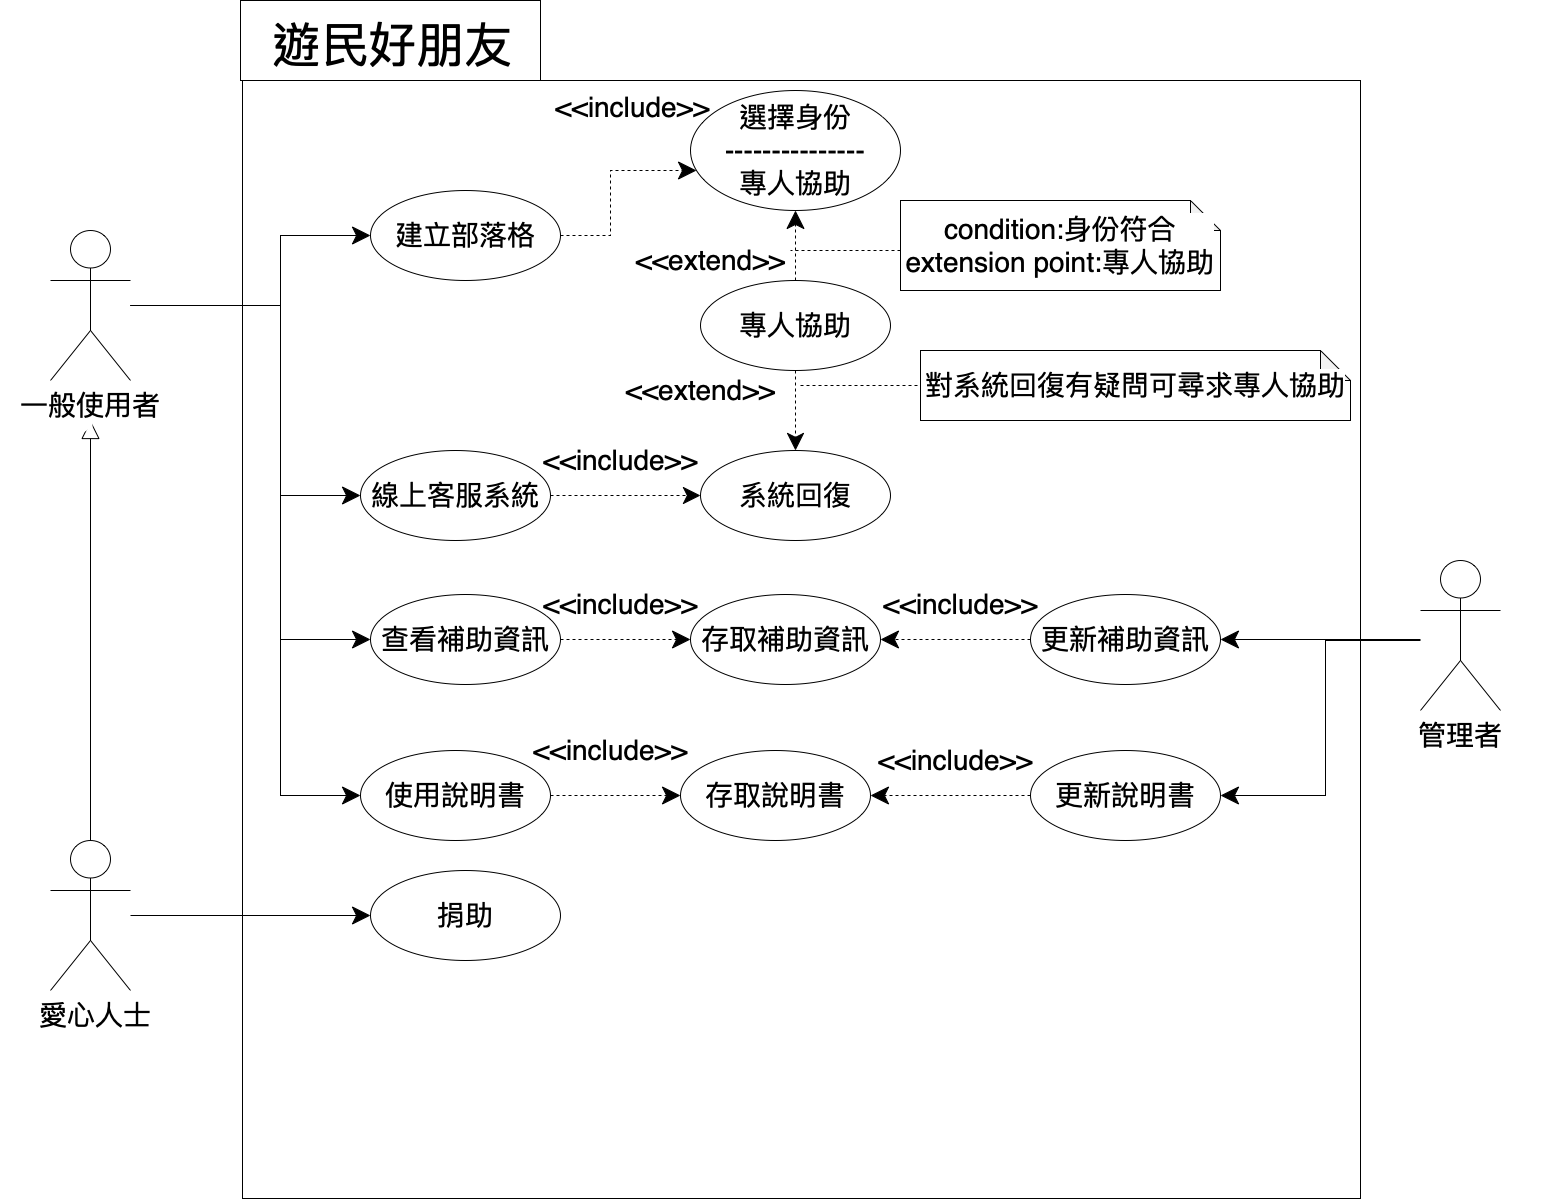 遊民好朋友
<<include>>
選擇身份
---------------
專人協助
建立部落格
condition:身份符合
extension point:專人協助
<<extend>>
專人協助
一般使用者
<<extend>>
對系統回復有疑問可尋求專人協助
<<include>>
線上客服系統
系統回復
<<include>>
<<include>>
查看補助資訊
存取補助資訊
更新補助資訊
管理者
<<include>>
<<include>>
使用說明書
存取說明書
更新說明書
捐助
愛心人士